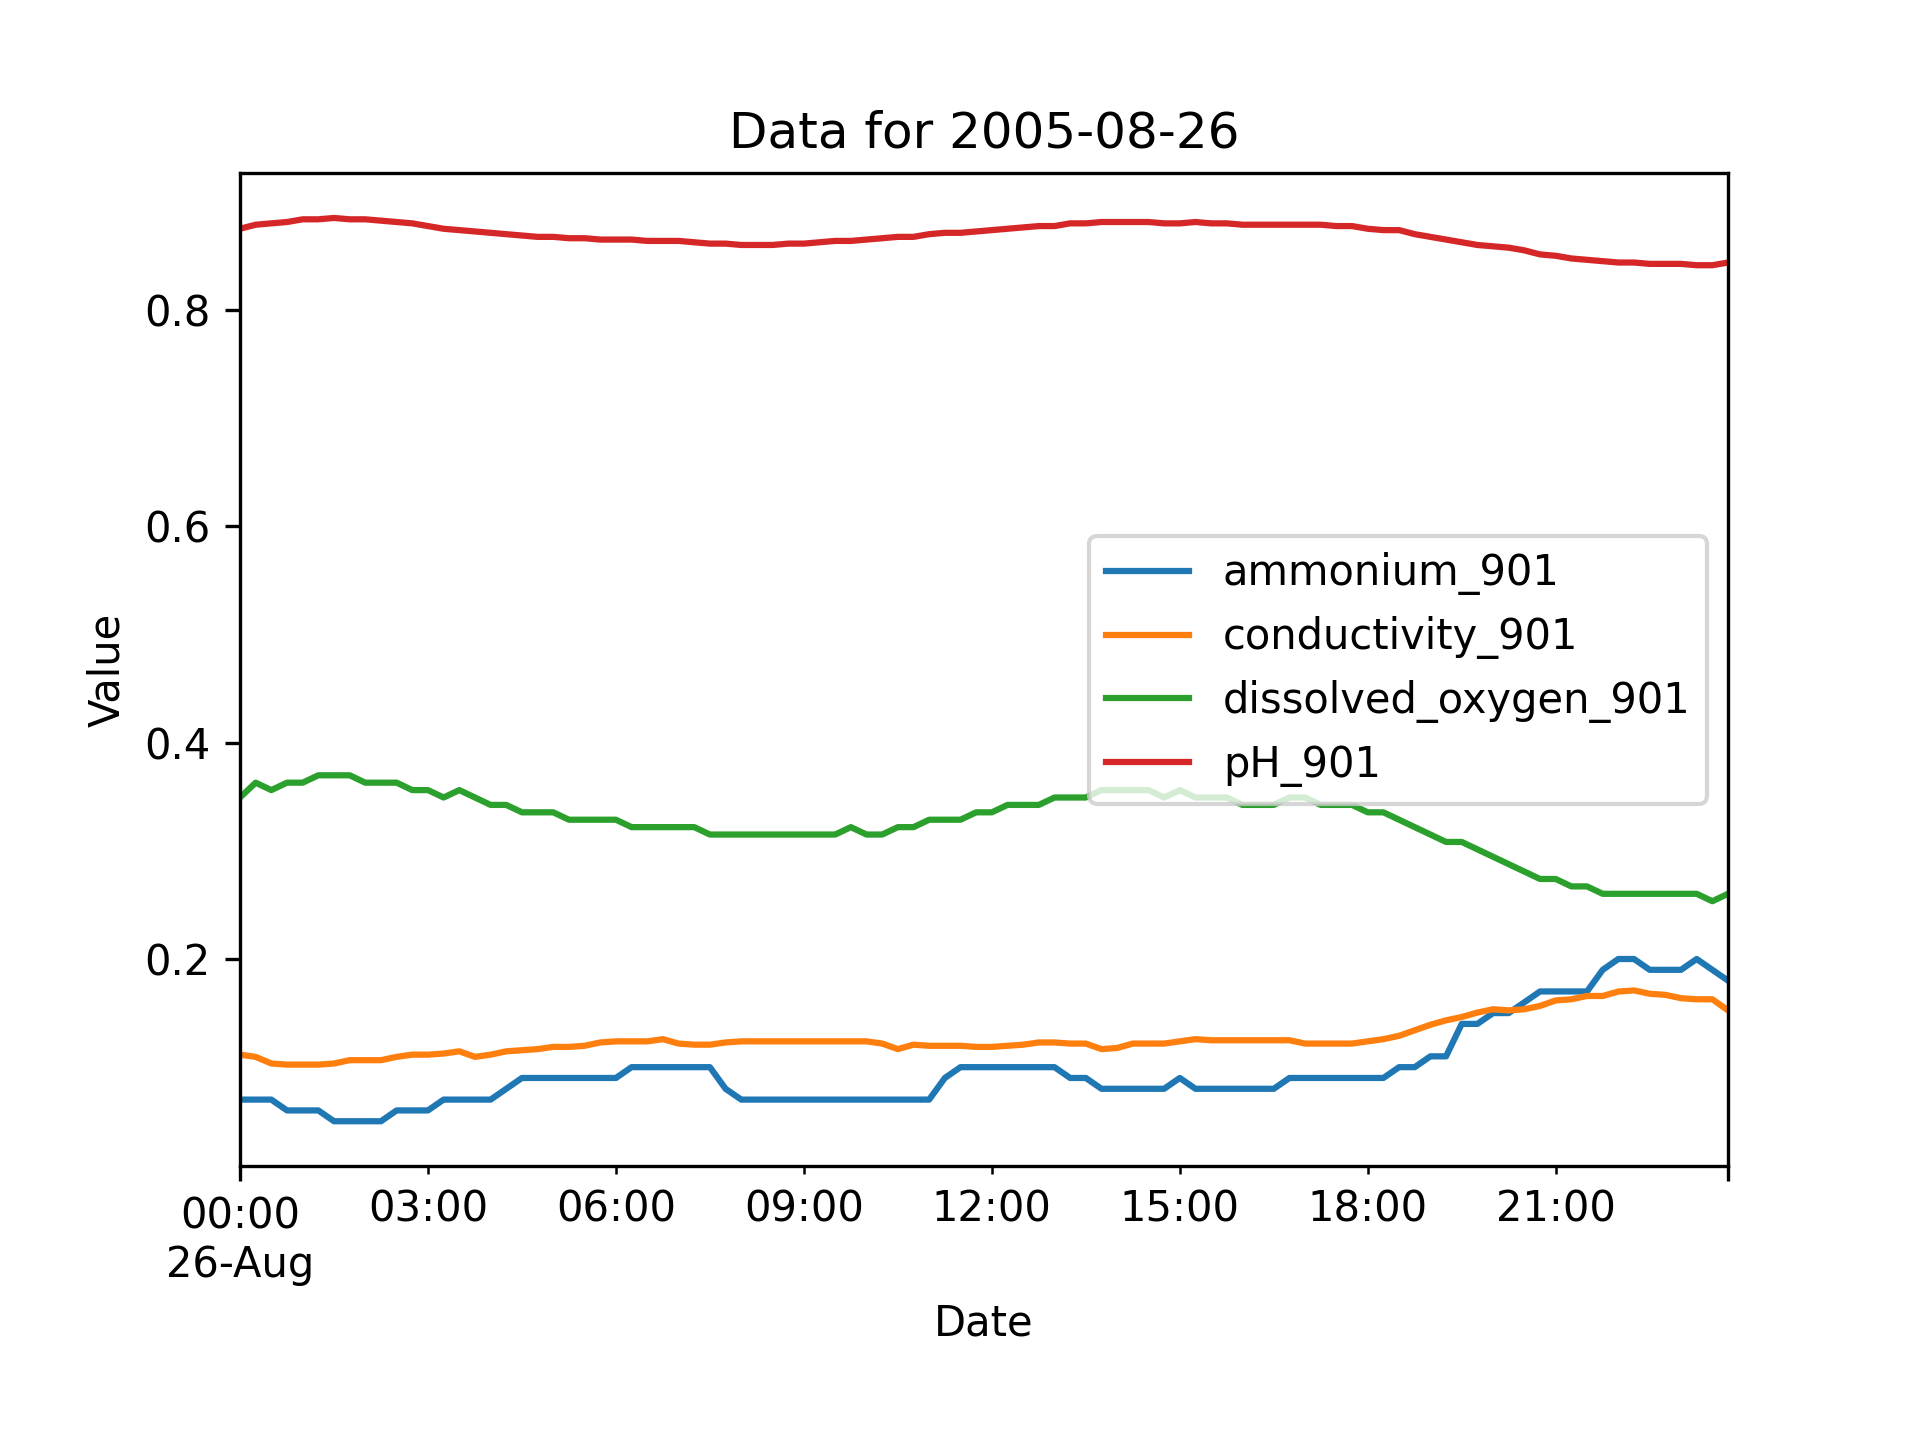 Data for 2005-08-26
Value
0.8
0.6
0.4
0.2
ammonium_901
conductivity_901
dissolved_oxygen_901
pH_901
00:00 03:00 06:00 09:00 12:00 15:00 18:00 21:00
26-Aug
Date